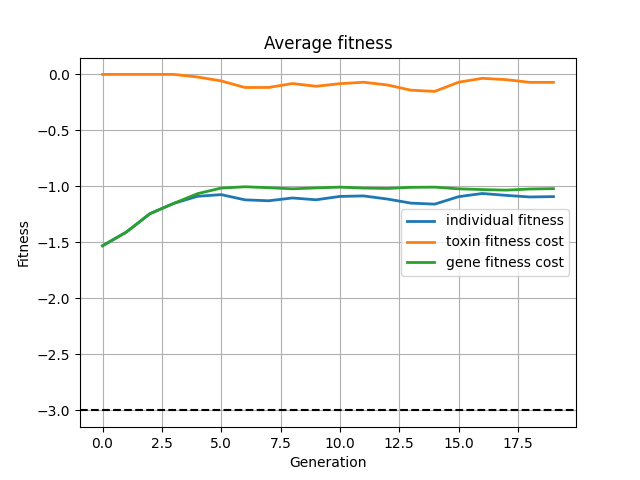 Average fitness
Fitness
0.0
−0.5
−1.0
−1.5
−2.0
−2.5
−3.0
individual fitness
toxin fitness cost
gene fitness cost
0.0 2.5 5.0 7.5 10.0 12.5 15.0 17.5
Generation